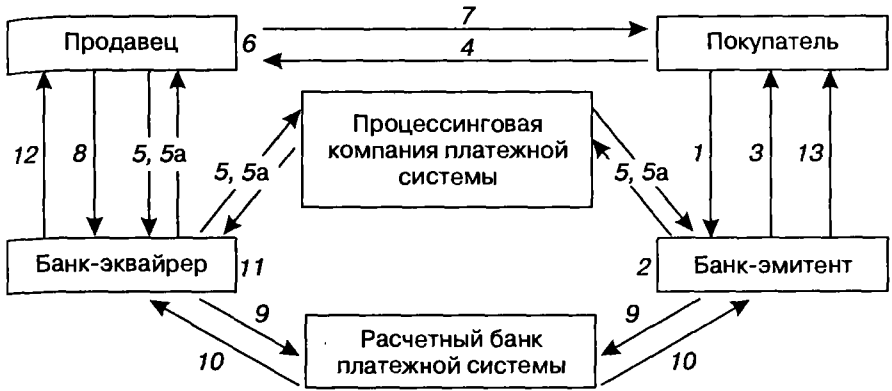 7
Продавец
6
4
Покупатель
Процессинговая
компания платежной
системы
12
8
5, 5а
5, 5а
5, 5а
1
3
13
Банк-эквайрер
11
2
Банк-эмитент
9
10
Расчетный банк
платежной системы
9
10